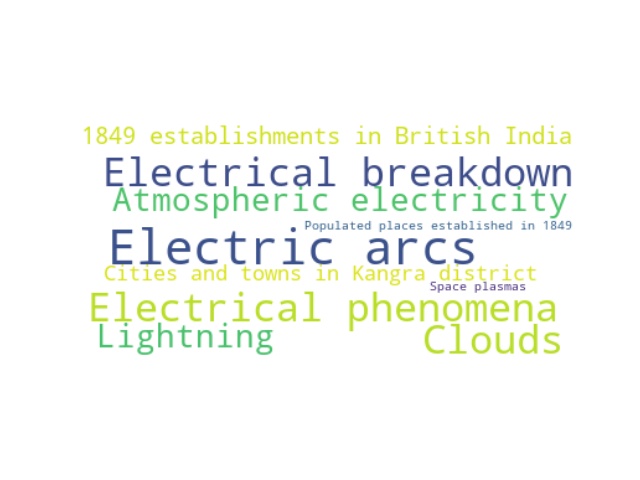 1849 establishments in British India
Electrical breakdown
Atmospheric electricity
Populated places established in 1849
Electric arcs
Cities and towns in Kangra district
Space plasmas
Electrical phenomena
Lightning
Clouds